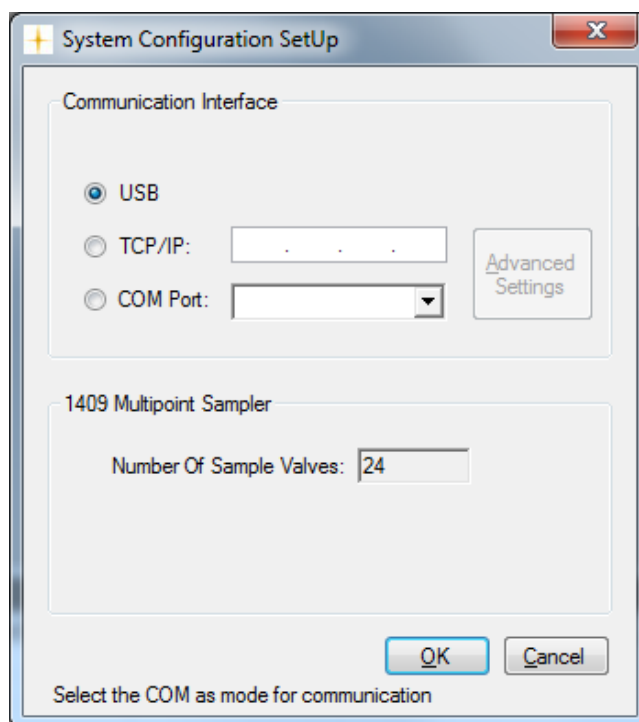 System Configuration SetUp
Communication Interface
USB
TCP/IP: . . .
Advanced
Settings
COM Port:
1409 Multipoint Sampler
Number Of Sample Valves: 24
OK Cancel
Select the COM as mode for communication